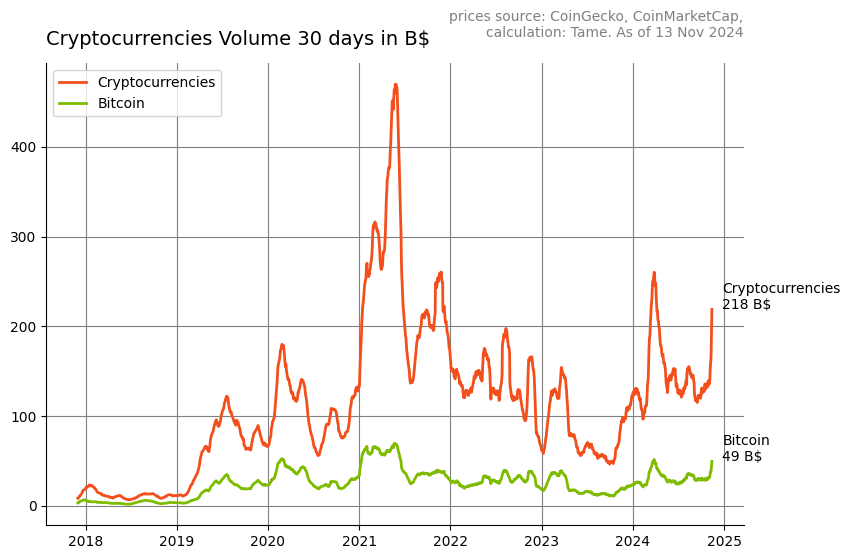 prices source: CoinGecko, CoinMarketCap,
calculation: Tame. As of 13 Nov 2024
Cryptocurrencies Volume 30 days in B$
Cryptocurrencies
Bitcoin
400
300
200
100
0
Cryptocurrencies
218 B$
Bitcoin
49 B$
2018
2019
2020
2021
2022
2023
2024
2025